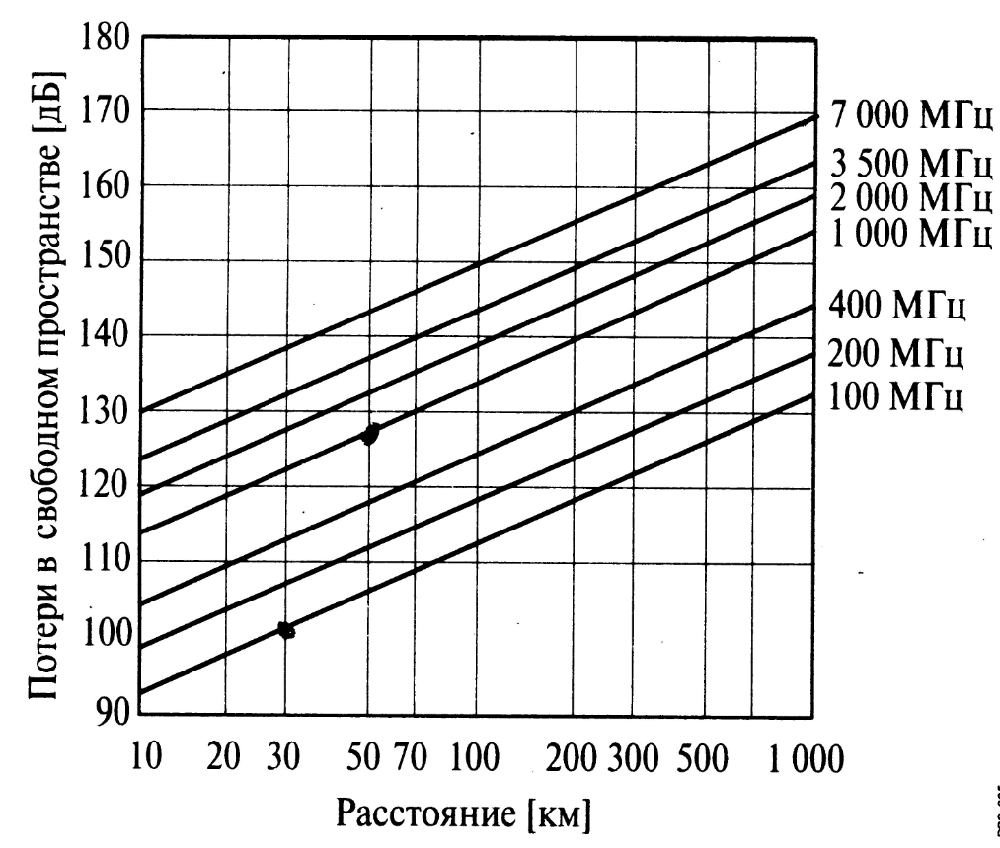 Потери в свободном пространстве [дБ]
180
170
160
150
140
130
120
110
100
90
7 000 МГц
3 500 МГц
2 000 МГц
1 000 МГц
400 МГц
200 МГц
100 МГц
10 20 30 50 70 100 200 300 500 1 000
Расстояние [км]